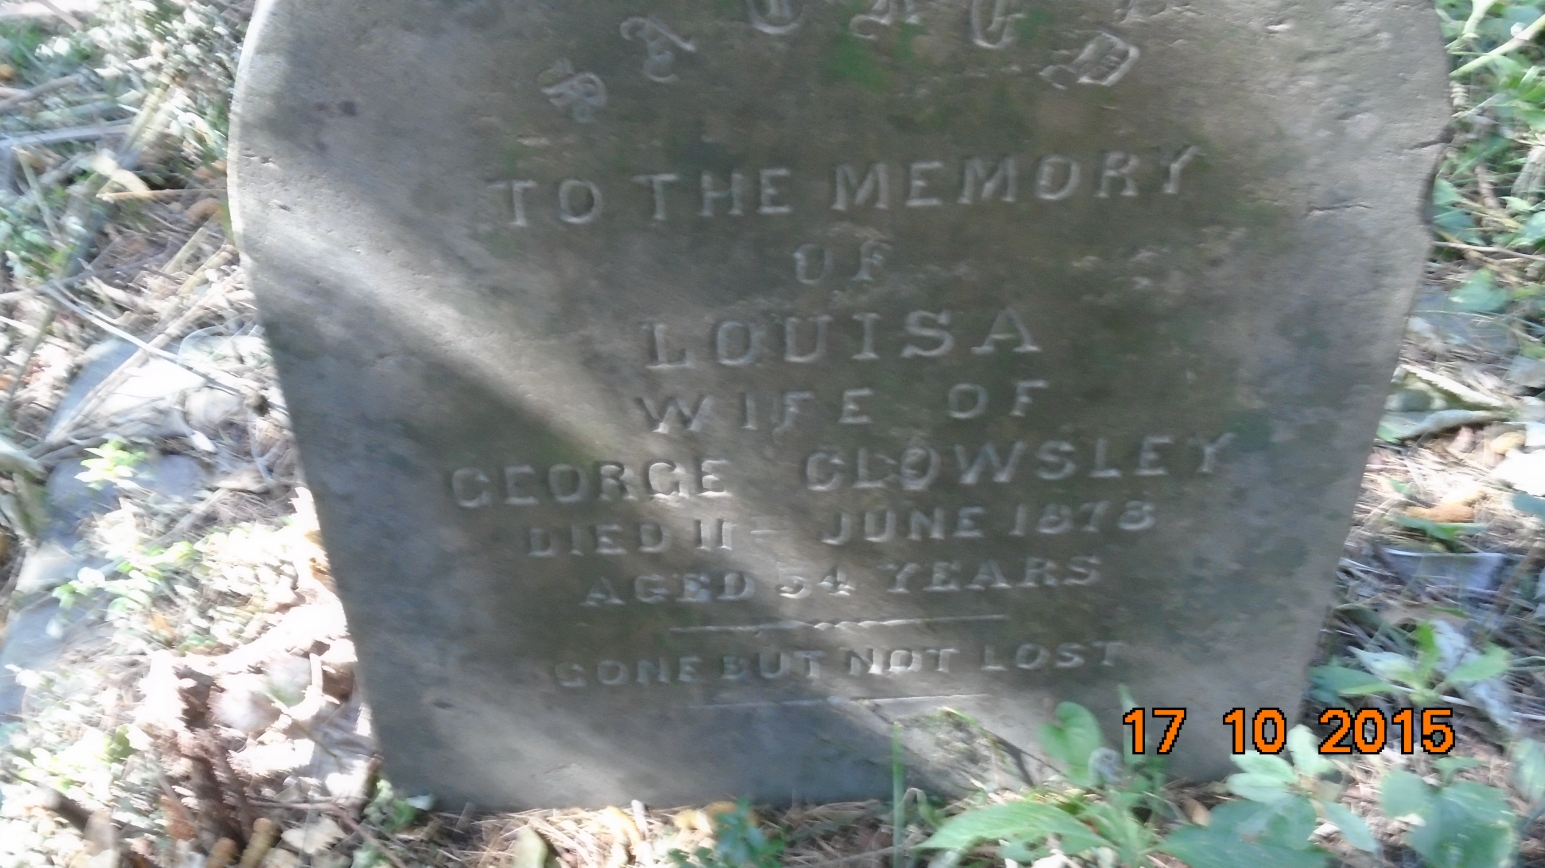 TO THE MEMORY
OF
LOUISA
WIFE OF
GEORGE CLOWSLEY
DIED 11 - JUNE 1878
AGED 54 YEARS
GONE BUT NOT LOST
17 10 2015